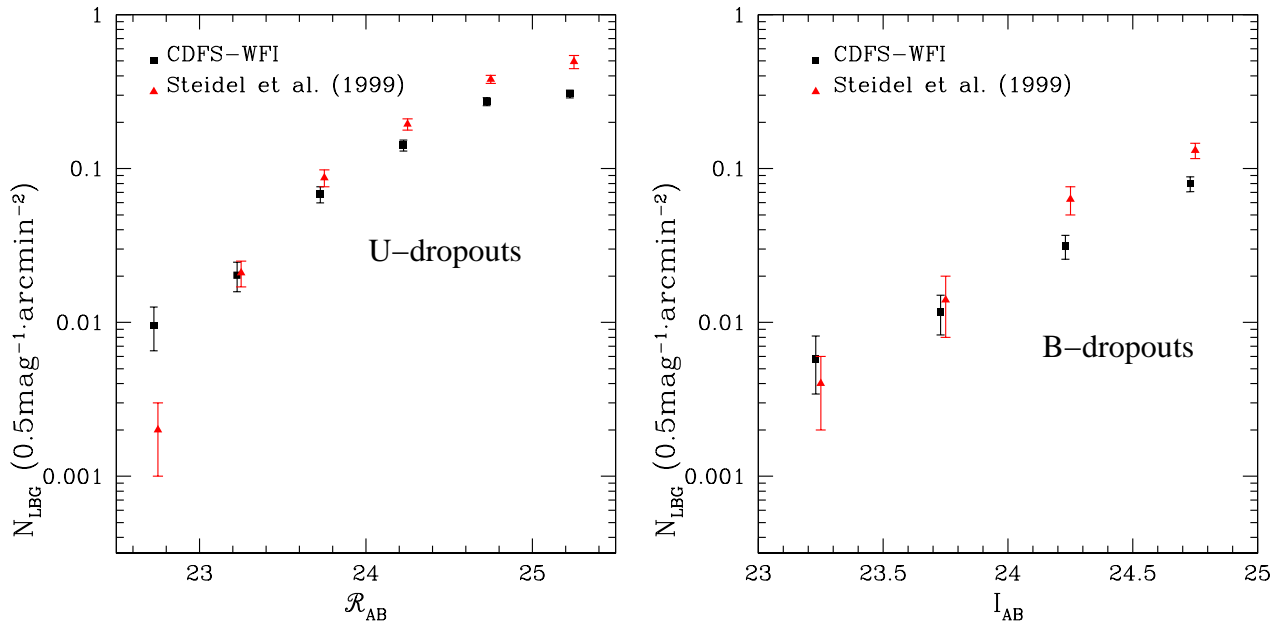 CDFS−WFI
Steidel et al. (1999)
U−dropouts
1
0.1
0.01
0.001
N_LBG (0.5mag⁻¹·arcmin⁻²)
23
24
25
ℛ_AB
CDFS−WFI
Steidel et al. (1999)
B−dropouts
1
0.1
0.01
0.001
N_LBG (0.5mag⁻¹·arcmin⁻²)
23
23.5
24
24.5
25
I_AB